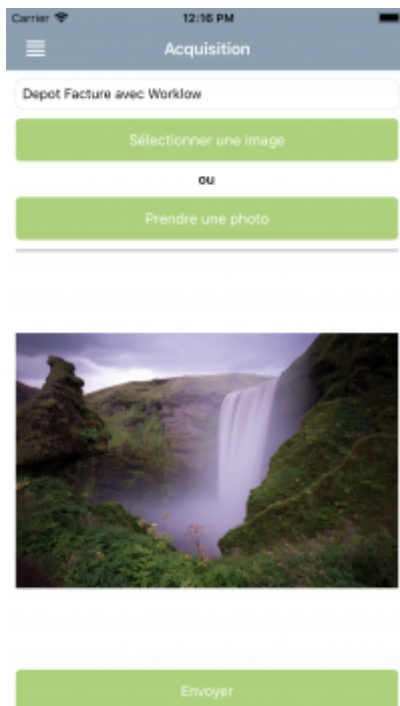 Carrier 12:16 PM
Acquisition
Depot Facture avec Worklow
Sélectionner une image
ou
Prendre une photo
Envoyer